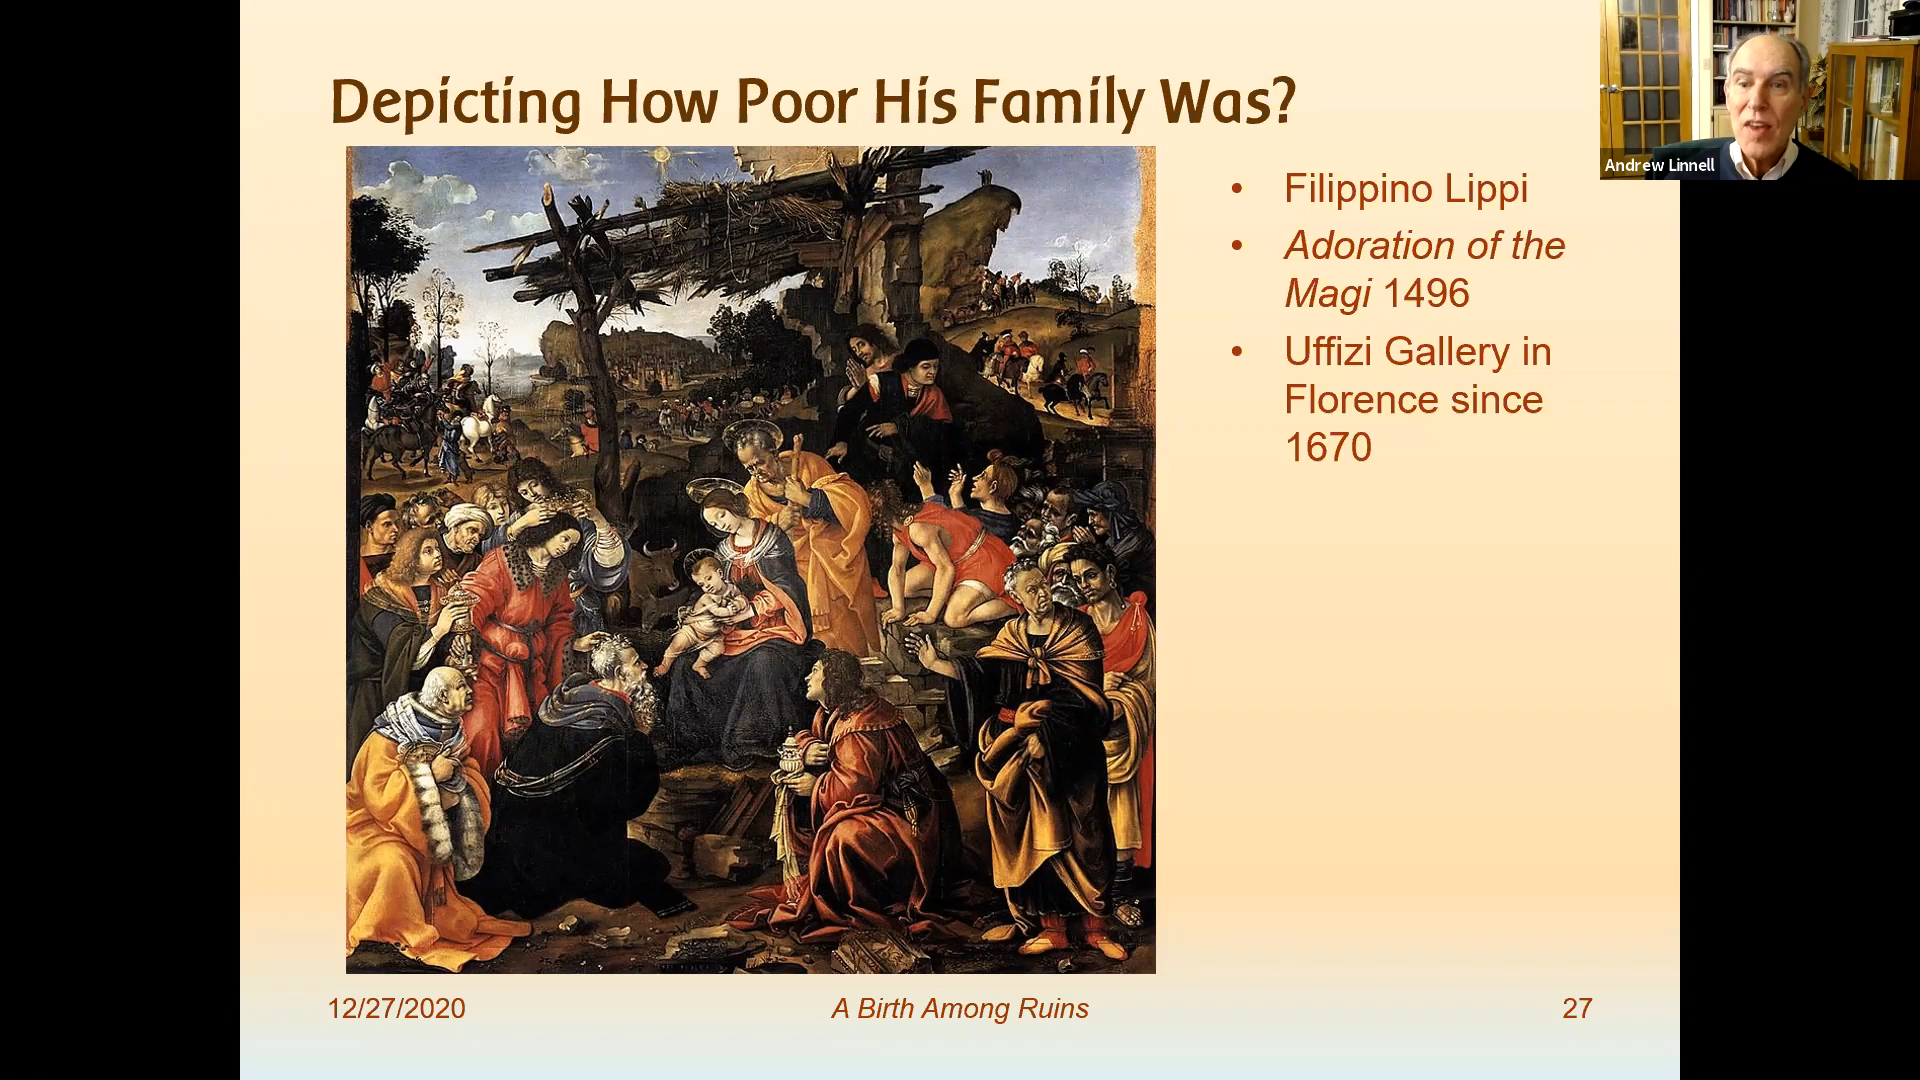 Depicting How Poor His Family Was?
Andrew Linnell
• Filippino Lippi
• Adoration of the
Magi 1496
• Uffizi Gallery in
Florence since
1670
12/27/2020
A Birth Among Ruins
27